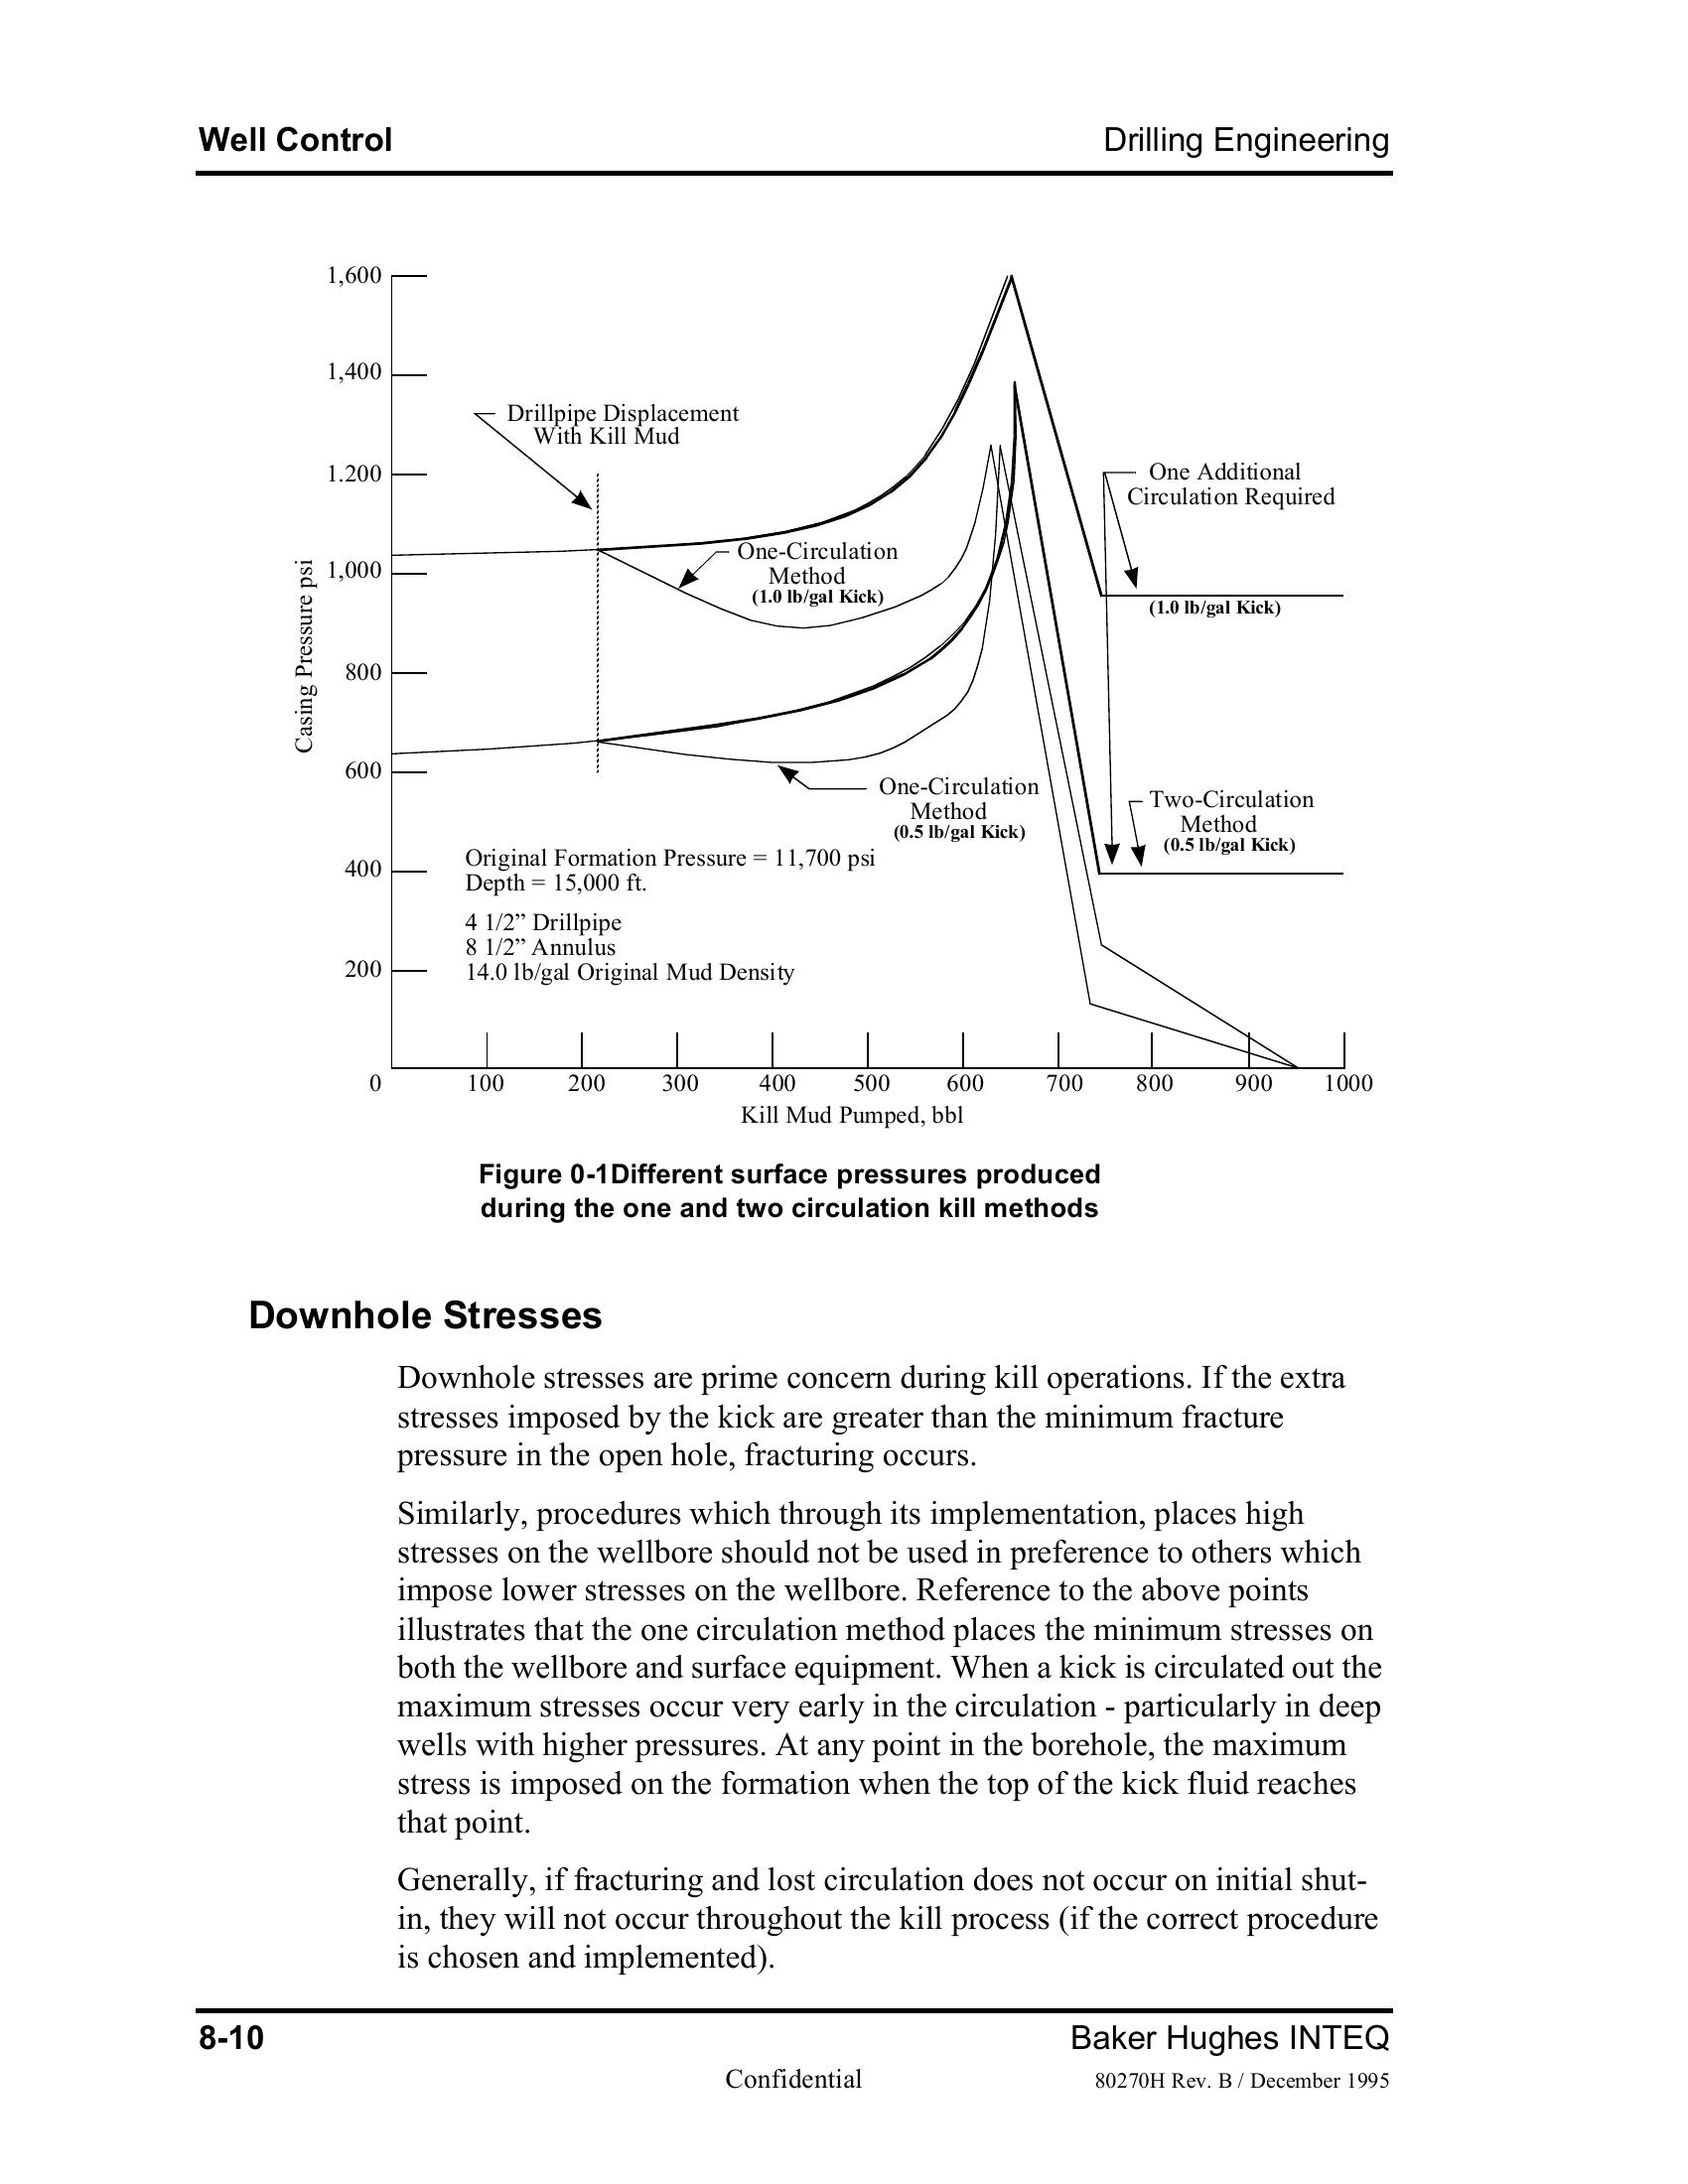 Well Control
Drilling Engineering
1,600
1,400
Drillpipe Displacement
With Kill Mud
1.200
One Additional
Circulation Required
One-Circulation
Method
(1.0 lb/gal Kick)
1,000
(1.0 lb/gal Kick)
Casing Pressure psi
800
600
One-Circulation
Method
(0.5 lb/gal Kick)
Two-Circulation
Method
(0.5 lb/gal Kick)
Original Formation Pressure = 11,700 psi
Depth = 15,000 ft.
400
4 1/2” Drillpipe
8 1/2” Annulus
14.0 lb/gal Original Mud Density
200
0 100 200 300 400 500 600 700 800 900 1000
Kill Mud Pumped, bbl
Figure 0-1Different surface pressures produced
during the one and two circulation kill methods
Downhole Stresses
Downhole stresses are prime concern during kill operations. If the extra
stresses imposed by the kick are greater than the minimum fracture
pressure in the open hole, fracturing occurs.
Similarly, procedures which through its implementation, places high
stresses on the wellbore should not be used in preference to others which
impose lower stresses on the wellbore. Reference to the above points
illustrates that the one circulation method places the minimum stresses on
both the wellbore and surface equipment. When a kick is circulated out the
maximum stresses occur very early in the circulation - particularly in deep
wells with higher pressures. At any point in the borehole, the maximum
stress is imposed on the formation when the top of the kick fluid reaches
that point.
Generally, if fracturing and lost circulation does not occur on initial shut-
in, they will not occur throughout the kill process (if the correct procedure
is chosen and implemented).
8-10
Baker Hughes INTEQ
Confidential
80270H Rev. B / December 1995